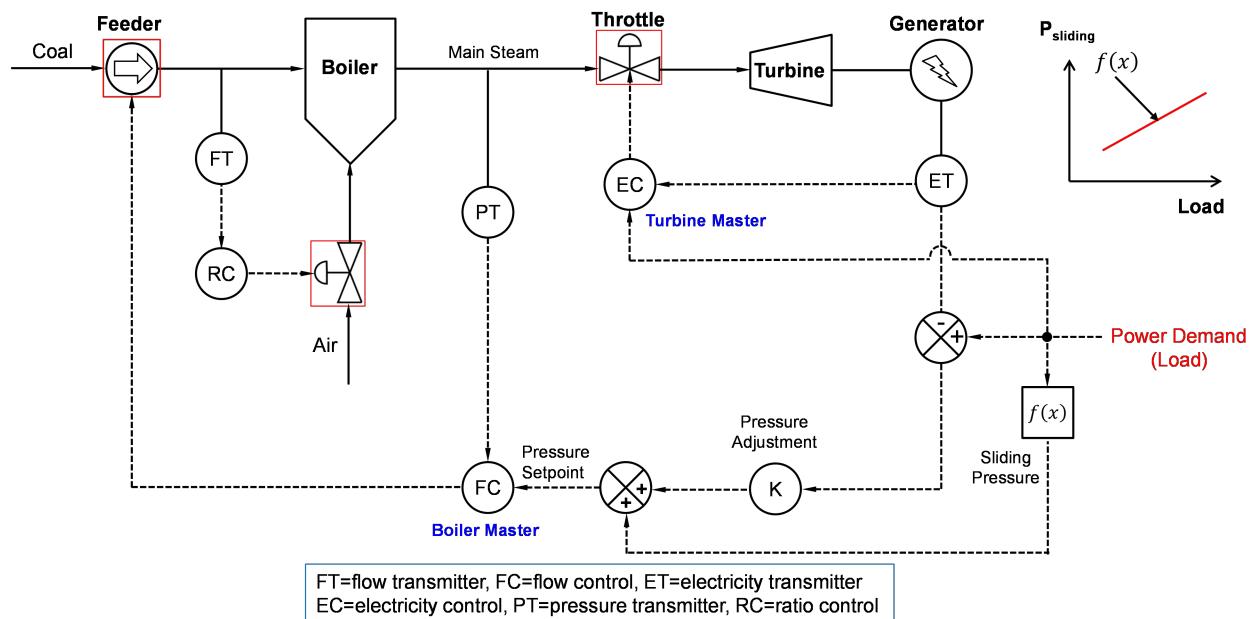 Feeder
Throttle
Generator
P_sliding
Coal
Boiler
Main Steam
Turbine
f(x)
FT
EC
ET
PT
Turbine Master
Load
RC
Air
-
+
Power Demand
(Load)
f(x)
Pressure
Adjustment
Pressure
Setpoint
Sliding
Pressure
FC
+
+
K
Boiler Master
FT=flow transmitter, FC=flow control, ET=electricity transmitter
EC=electricity control, PT=pressure transmitter, RC=ratio control